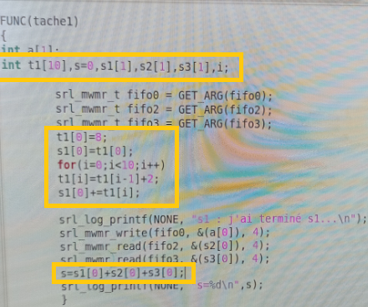 FUNC(tache1)
{
int a[1];
int t1[10],s=0,s1[1],s2[1],s3[1],i;
srl_mwmr_t fifo0 = GET_ARG(fifo0);
srl_mwmr_t fifo2 = GET_ARG(fifo2);
srl_mwmr_t fifo3 = GET_ARG(fifo3);
t1[0]=8;
s1[0]=t1[0];
for(i=0;i<10;i++)
t1[i]=t1[i-1]+2;
s1[0]+=t1[i];
srl_log_printf(NONE, "s1 : j'ai terminé s1...\n");
srl_mwmr_write(fifo0, &(a[0]), 4);
srl_mwmr_read(fifo2, &(s2[0]), 4);
srl_mwmr_read(fifo3, &(s3[0]), 4);
s=s1[0]+s2[0]+s3[0];
srl_log_printf(NONE, "s=%d\n",s);
}